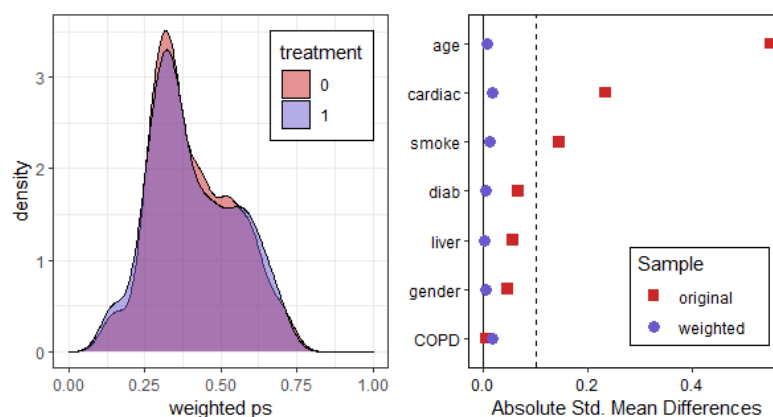 treatment
0
1
3
2
1
0
density
0.00 0.25 0.50 0.75 1.00
weighted ps
age
cardiac
smoke
diab
liver
gender
COPD
Sample
original
weighted
0.0 0.2 0.4
Absolute Std. Mean Differences